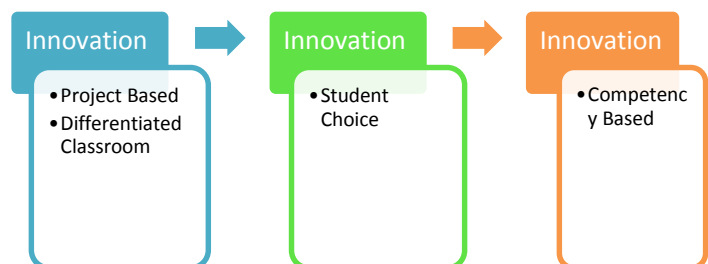 Innovation
•Project Based
•Differentiated
Classroom
Innovation
•Student
Choice
Innovation
•Competenc
y Based